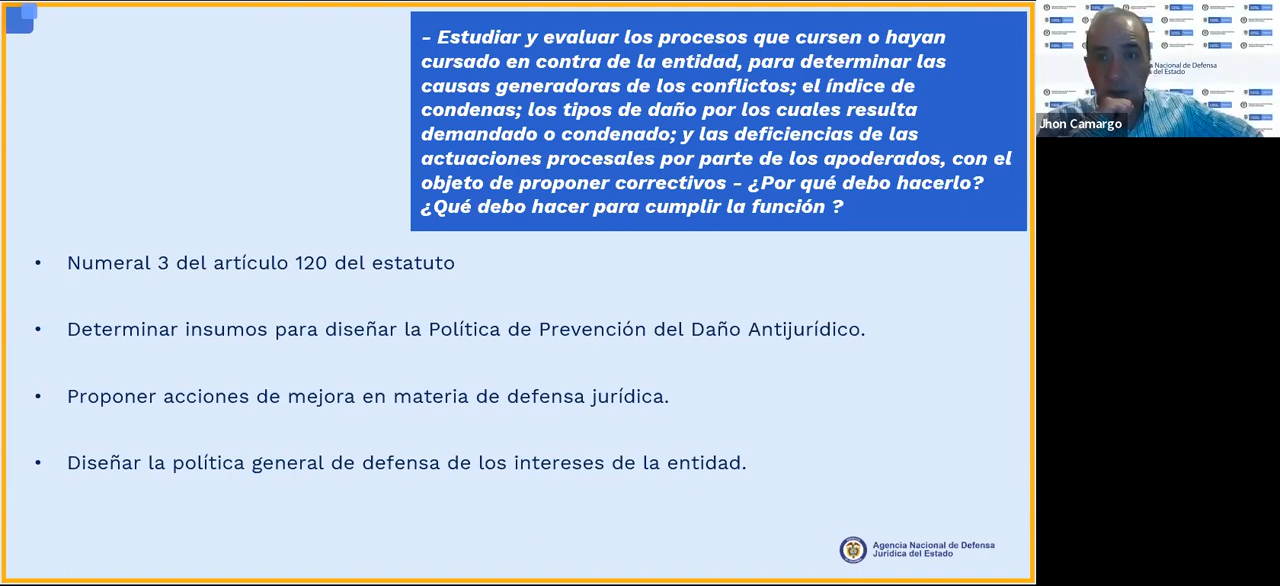 - Estudiar y evaluar los procesos que cursen o hayan
cursado en contra de la entidad, para determinar las
causas generadoras de los conflictos; el índice de
condenas; los tipos de daño por los cuales resulta
demandado o condenado; y las deficiencias de las
actuaciones procesales por parte de los apoderados, con el
objeto de proponer correctivos - ¿Por qué debo hacerlo?
¿Qué debo hacer para cumplir la función ?
• Numeral 3 del artículo 120 del estatuto
• Determinar insumos para diseñar la Política de Prevención del Daño Antijurídico.
• Proponer acciones de mejora en materia de defensa jurídica.
• Diseñar la política general de defensa de los intereses de la entidad.
Agencia Nacional de Defensa
Jurídica del Estado
Nacional de Defensa
del Estado
Jhon Camargo